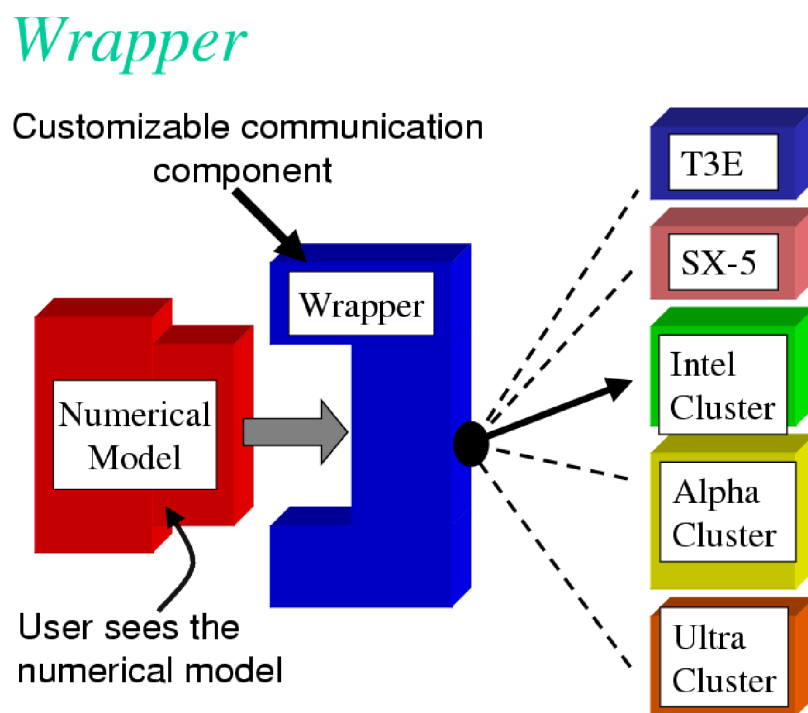 Wrapper
Customizable communication
component
T3E
SX-5
Wrapper
Intel
Cluster
Numerical
Model
Alpha
Cluster
User sees the
numerical model
Ultra
Cluster